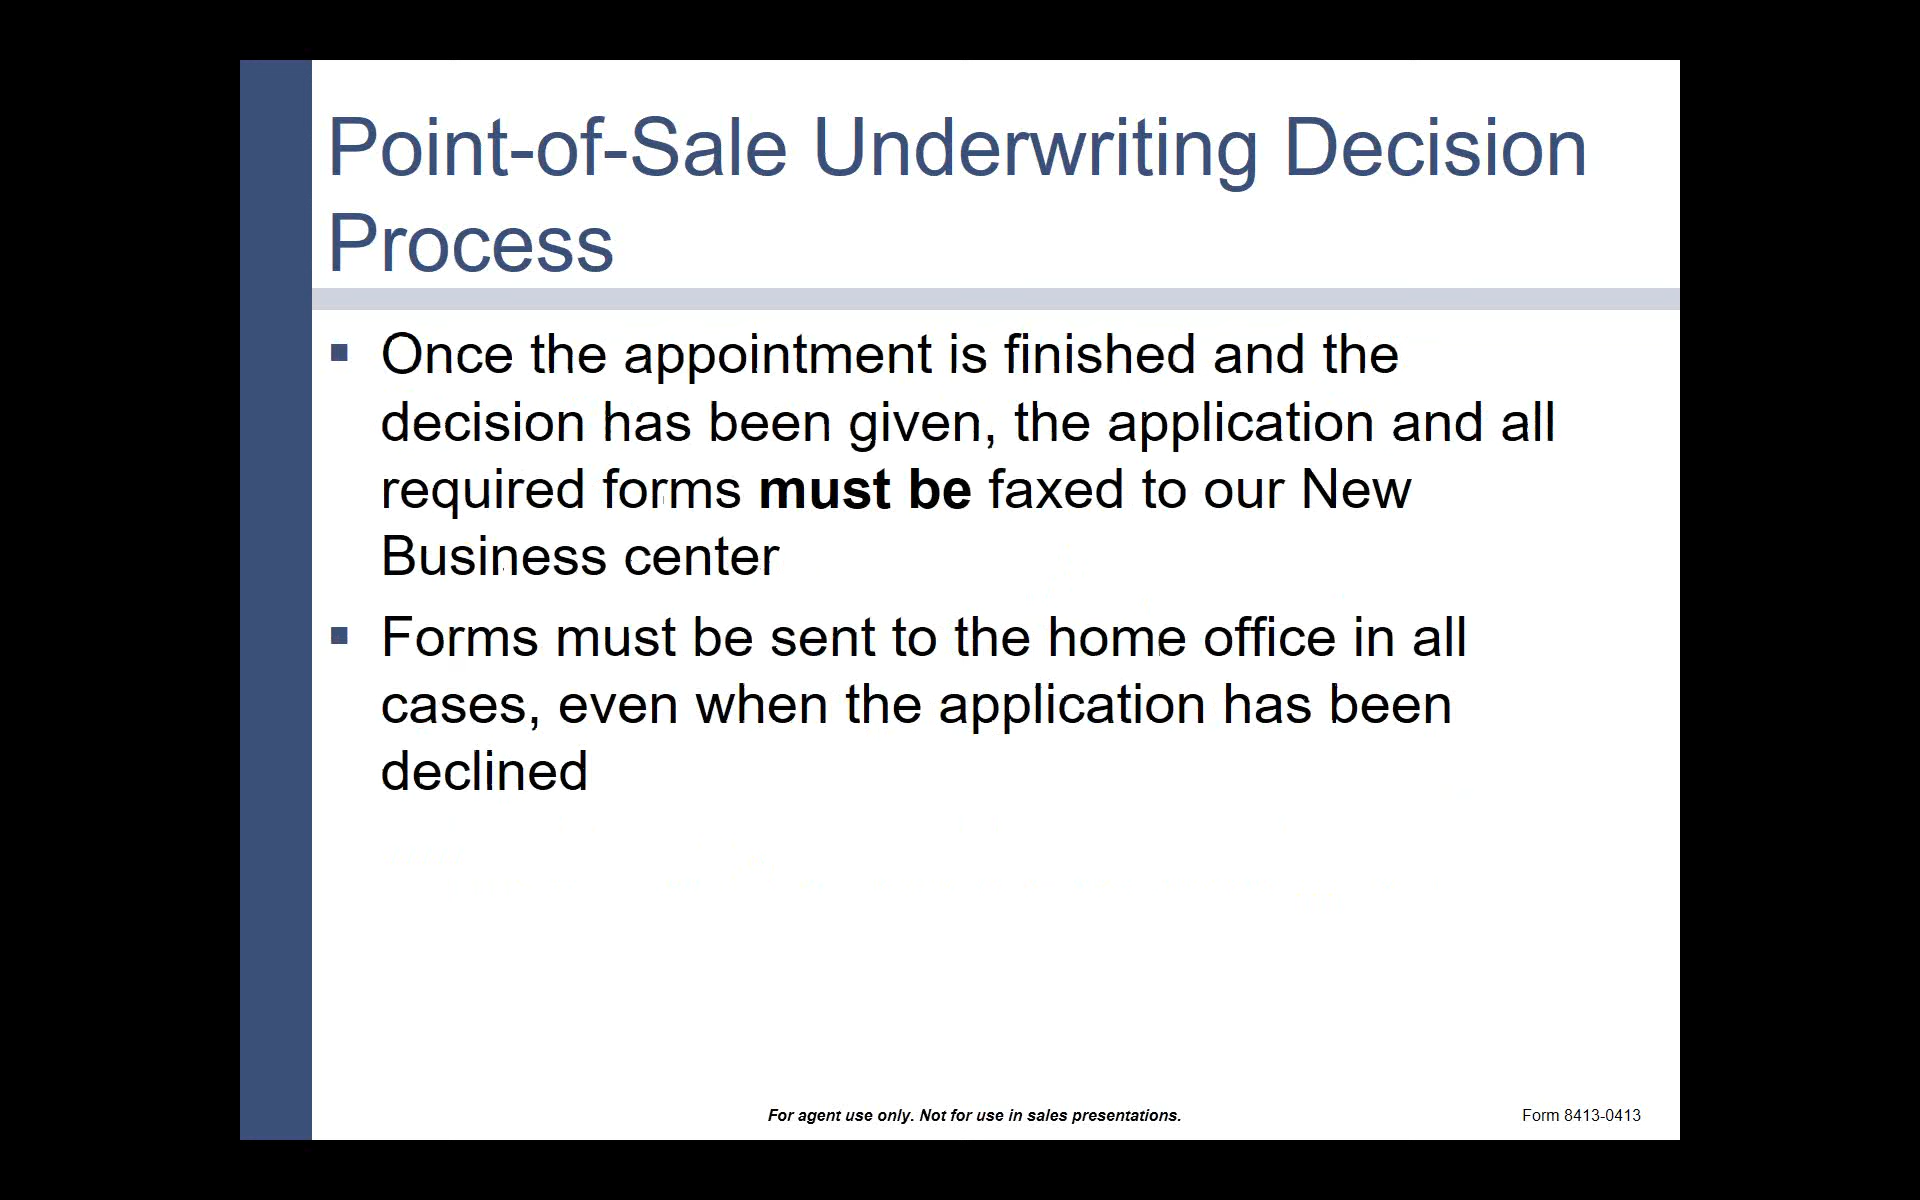 Point-of-Sale Underwriting Decision
Process
▪ Once the appointment is finished and the
decision has been given, the application and all
required forms must be faxed to our New
Business center
▪ Forms must be sent to the home office in all
cases, even when the application has been
declined
For agent use only. Not for use in sales presentations.
Form 8413-0413